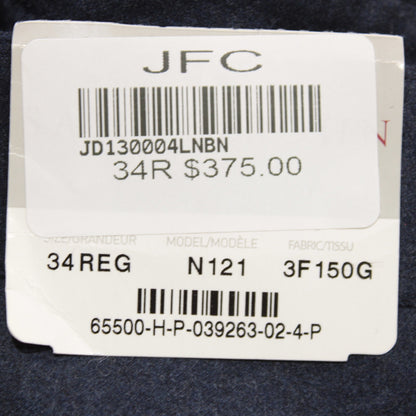 JFC
JD130004LNBN
34R $375.00
N
SIZE/GRANDEUR MODEL/MODÈLE FABRIC/TISSU
34REG N121 3F150G
65500-H-P-039263-02-4-P